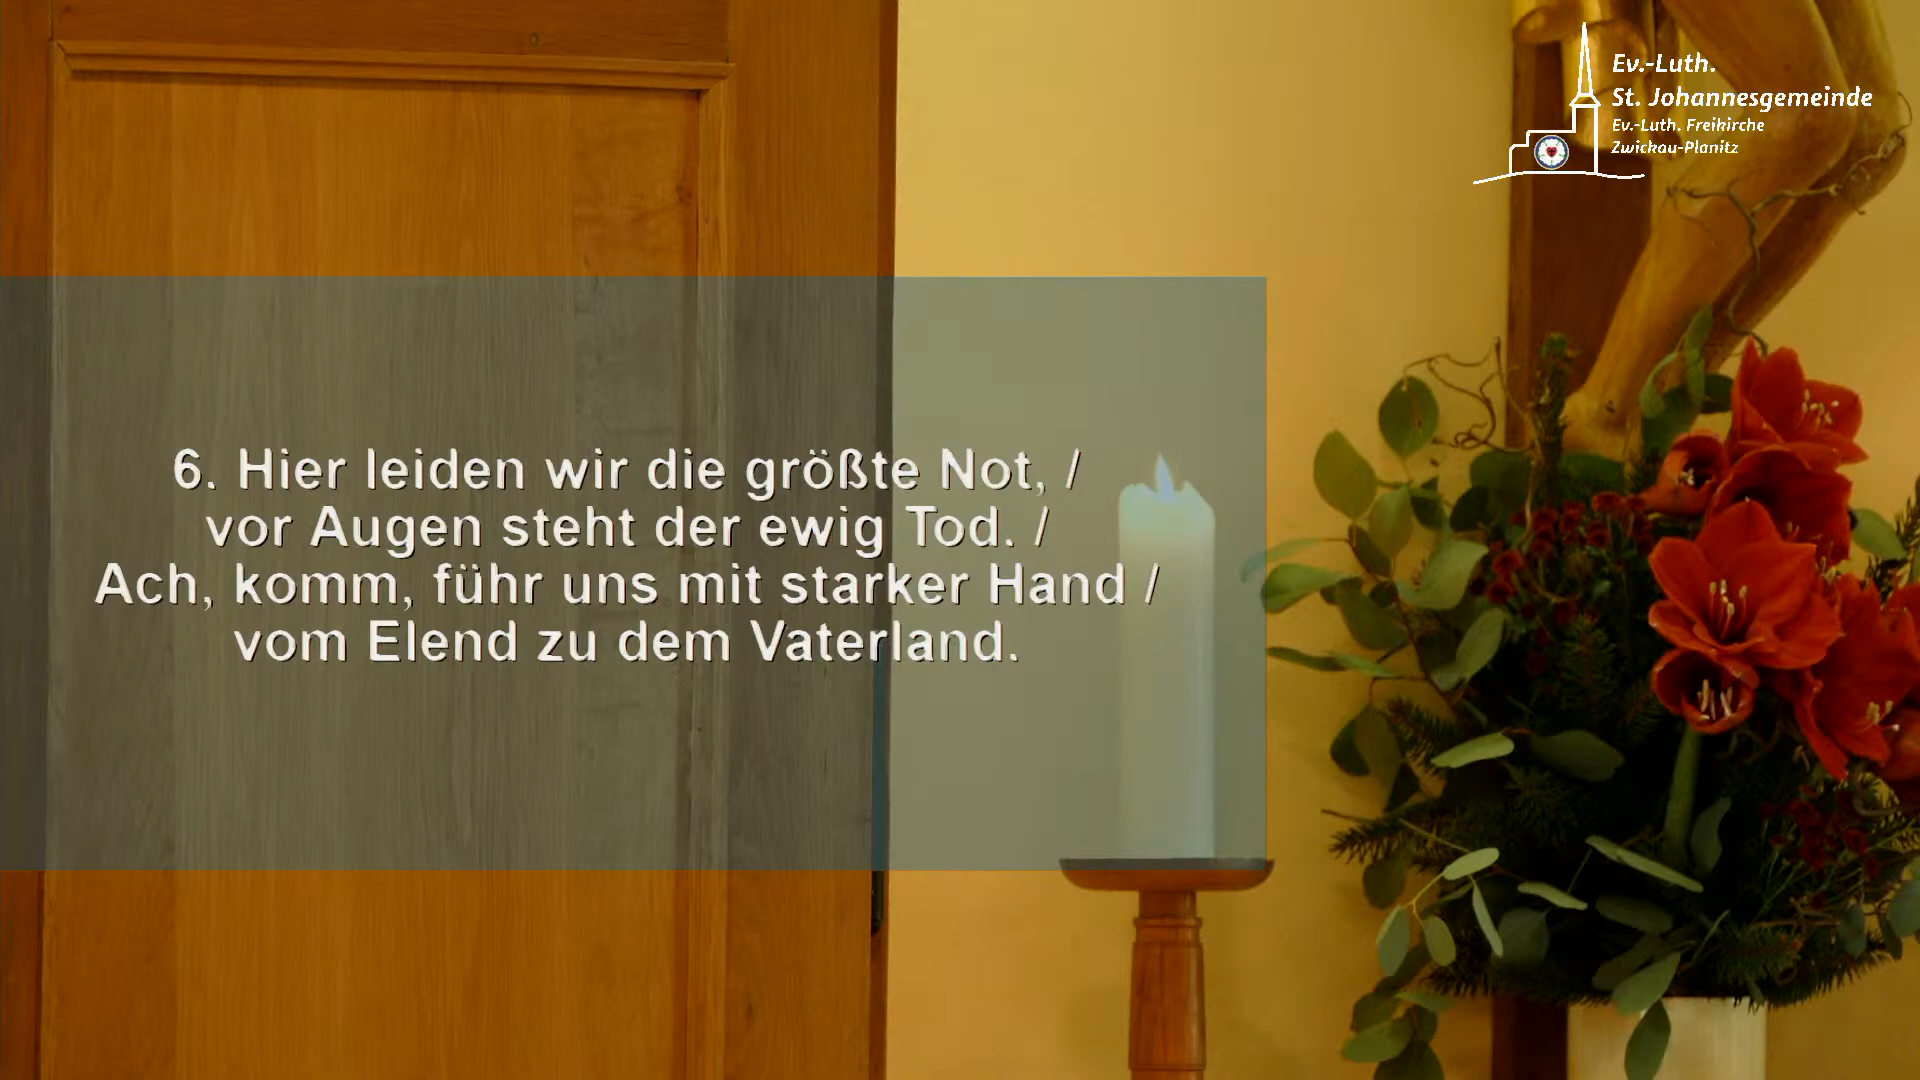 Ev.-Luth.
St. Johannesgemeinde
Ev.-Luth. Freikirche
Zwickau-Planitz
6. Hier leiden wir die größte Not, /
vor Augen steht der ewig Tod. /
Ach, komm, führ uns mit starker Hand /
vom Elend zu dem Vaterland.